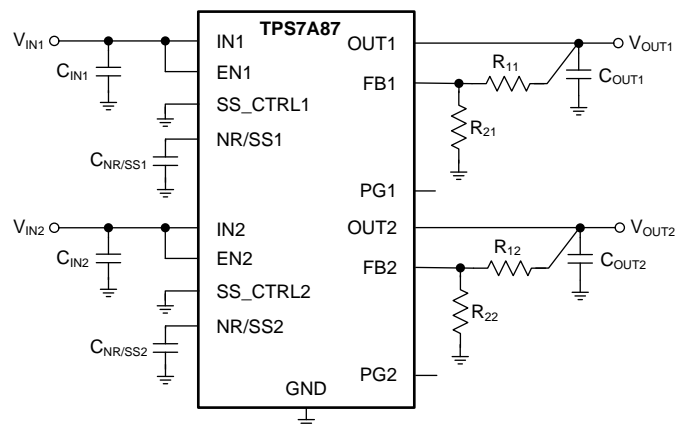 TPS7A87
V_IN1
IN1
OUT1
V_OUT1
R_11
C_IN1
EN1
FB1
C_OUT1
SS_CTRL1
R_21
NR/SS1
C_NR/SS1
PG1
V_IN2
IN2
OUT2
V_OUT2
R_12
C_IN2
EN2
FB2
C_OUT2
SS_CTRL2
R_22
NR/SS2
C_NR/SS2
PG2
GND